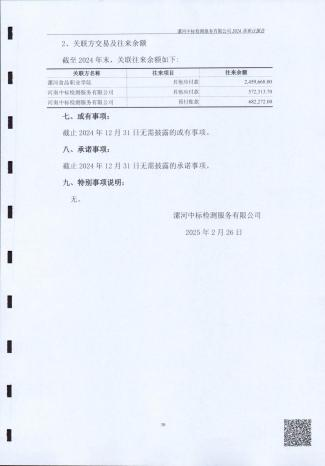 漯河中标检测服务有限公司 2024 年审计报告
2、关联方交易及往来余额
截至 2024 年末，关联往来余额如下：
关联方名称 往来项目 往来余额
漯河食品职业学院 其他应付款 2,459,668.00
河南中标检测服务有限公司 其他应付款 572,313.70
河南中标检测服务有限公司 预付账款 682,272.00
七、或有事项：
截止 2024 年 12 月 31 日无需披露的或有事项。
八、承诺事项：
截止 2024 年 12 月 31 日无需披露的承诺事项。
九、特别事项说明：
无。
漯河中标检测服务有限公司
2025 年 2 月 26 日